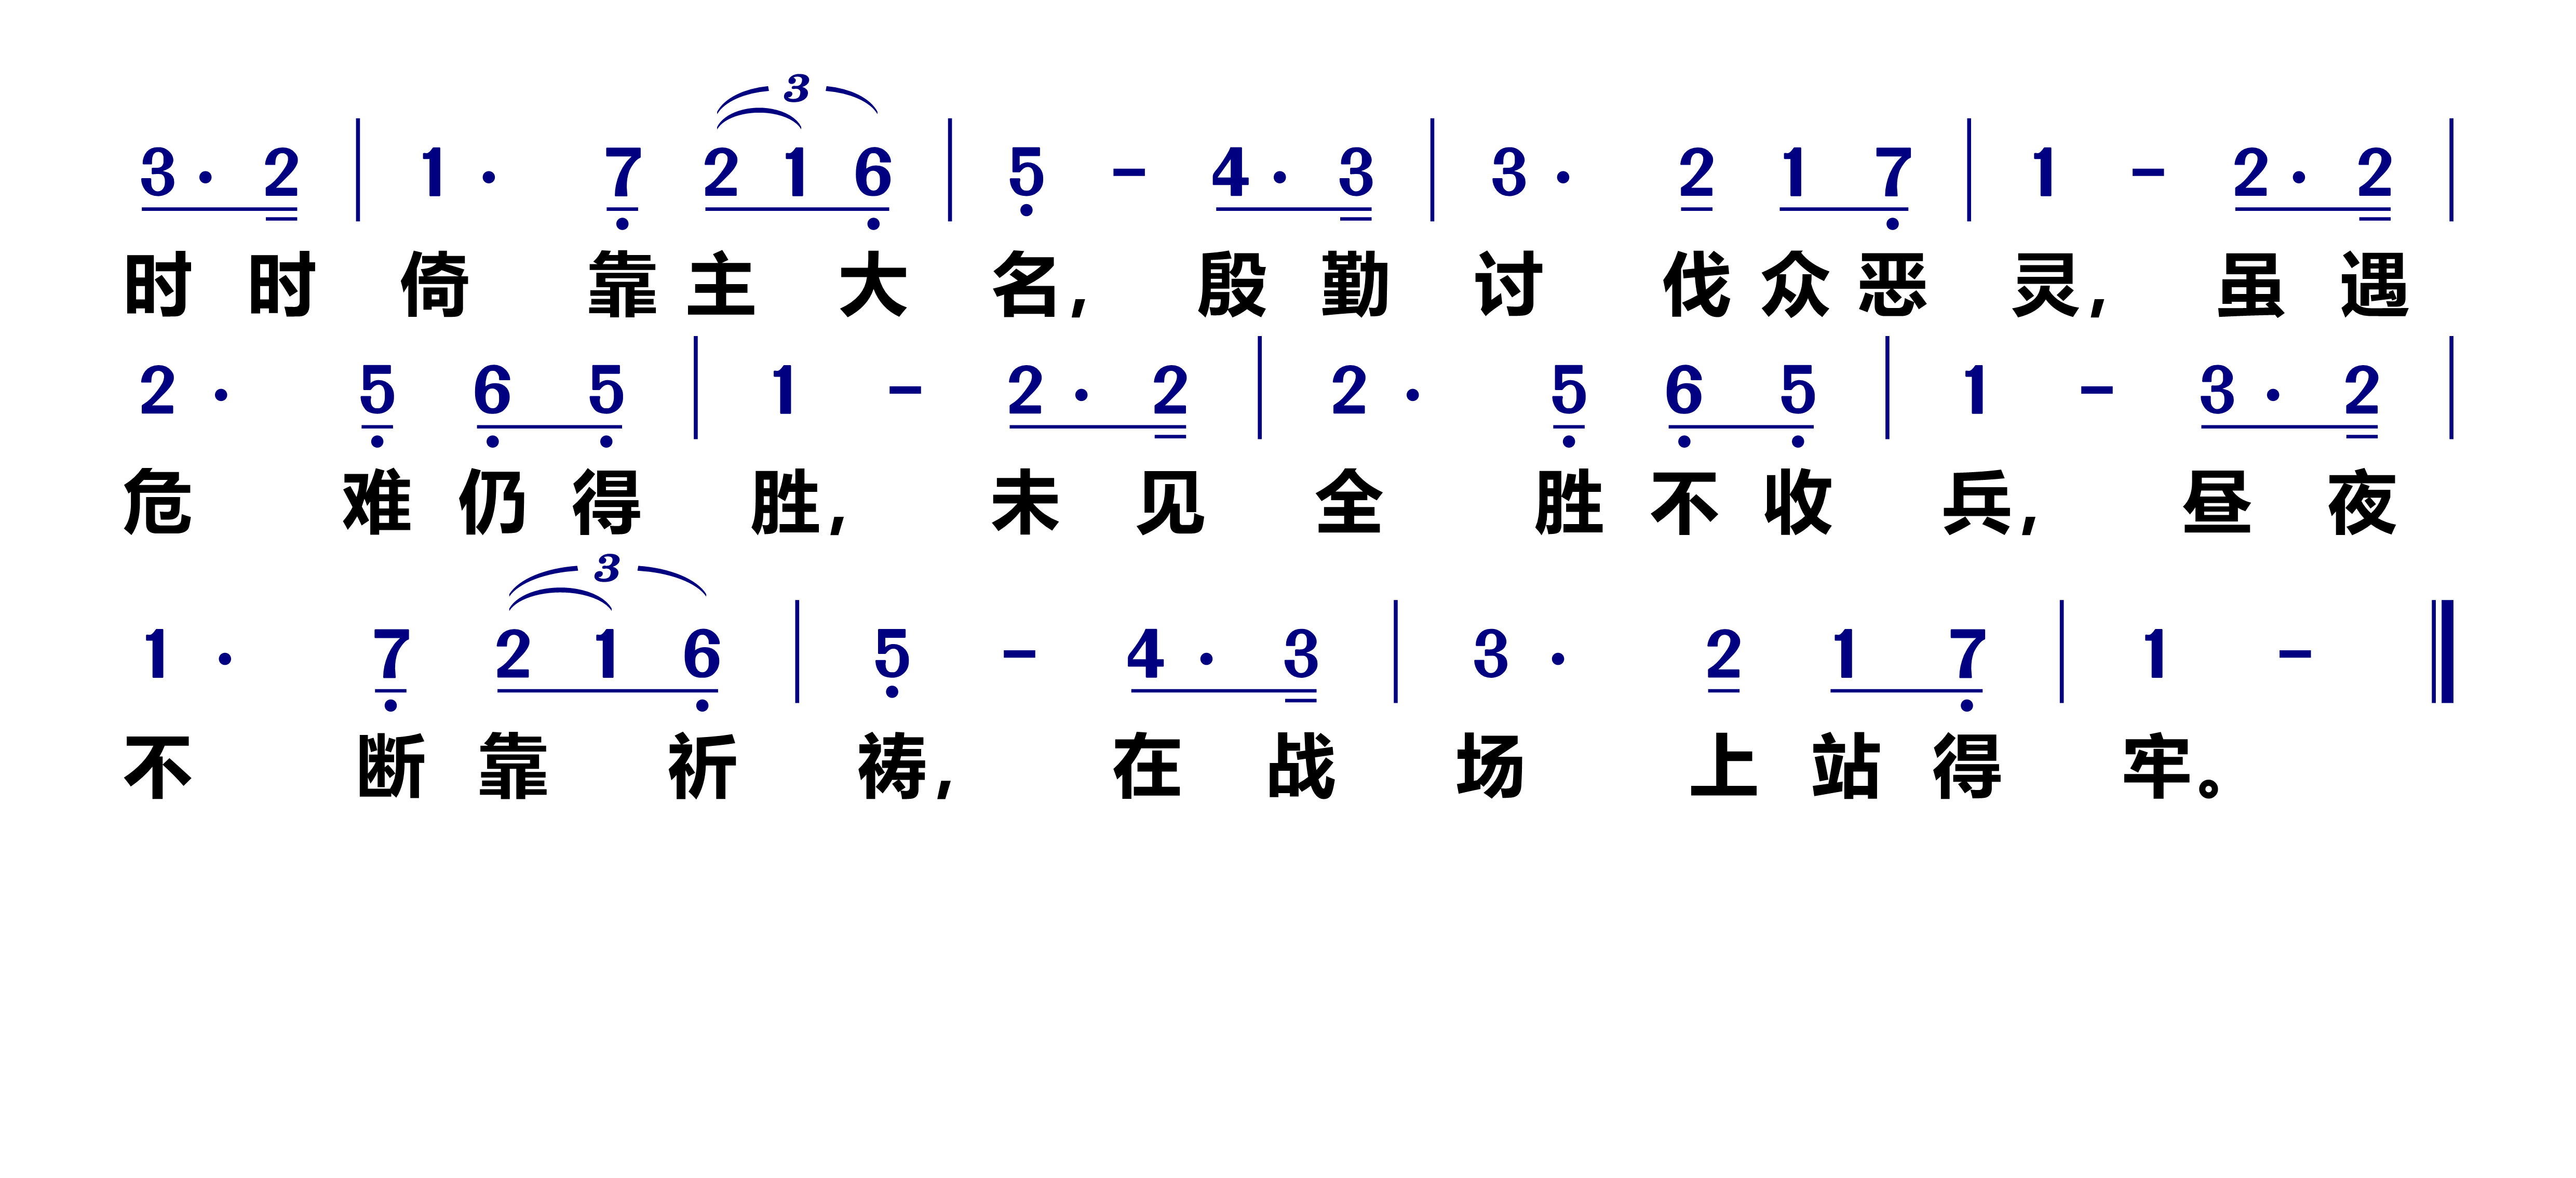 3
3· 2 | 1· 7 2 1 6 | 5 - 4· 3 | 3· 2 1 7 | 1 - 2· 2 |
时时倚靠主大名，殷勤讨伐众恶灵，虽遇
2· 5 6 5 | 1 - 2· 2 | 2· 5 6 5 | 1 - 3· 2 |
危难仍得胜，未见全胜不收兵，昼夜
3
1· 7 2 1 6 | 5 - 4· 3 | 3· 2 1 7 | 1 - ‖
不断靠祈祷，在战场上站得牢。